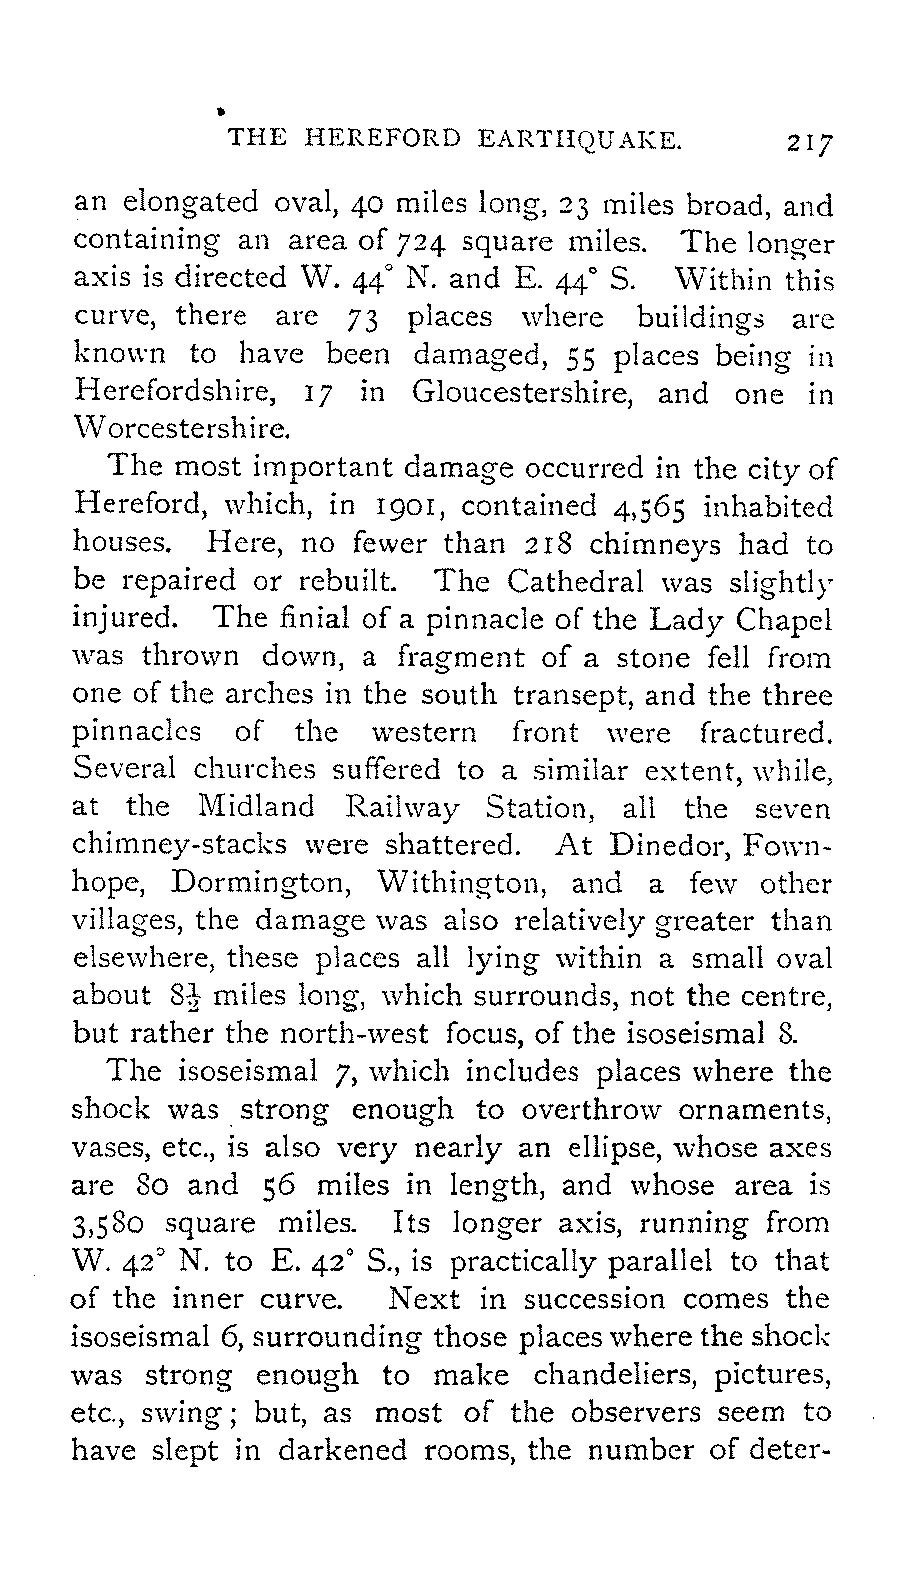 THE HEREFORD EARTHQUAKE. 217
an elongated oval, 40 miles long, 23 miles broad, and
containing an area of 724 square miles. The longer
axis is directed W. 44° N. and E. 44° S. Within this
curve, there are 73 places where buildings are
known to have been damaged, 55 places being in
Herefordshire, 17 in Gloucestershire, and one in
Worcestershire.
The most important damage occurred in the city of
Hereford, which, in 1901, contained 4,565 inhabited
houses. Here, no fewer than 218 chimneys had to
be repaired or rebuilt. The Cathedral was slightly
injured. The finial of a pinnacle of the Lady Chapel
was thrown down, a fragment of a stone fell from
one of the arches in the south transept, and the three
pinnacles of the western front were fractured.
Several churches suffered to a similar extent, while,
at the Midland Railway Station, all the seven
chimney-stacks were shattered. At Dinedor, Fown-
hope, Dormington, Withington, and a few other
villages, the damage was also relatively greater than
elsewhere, these places all lying within a small oval
about 8½ miles long, which surrounds, not the centre,
but rather the north-west focus, of the isoseismal 8.
The isoseismal 7, which includes places where the
shock was strong enough to overthrow ornaments,
vases, etc., is also very nearly an ellipse, whose axes
are 80 and 56 miles in length, and whose area is
3,580 square miles. Its longer axis, running from
W. 42° N. to E. 42° S., is practically parallel to that
of the inner curve. Next in succession comes the
isoseismal 6, surrounding those places where the shock
was strong enough to make chandeliers, pictures,
etc., swing; but, as most of the observers seem to
have slept in darkened rooms, the number of deter-